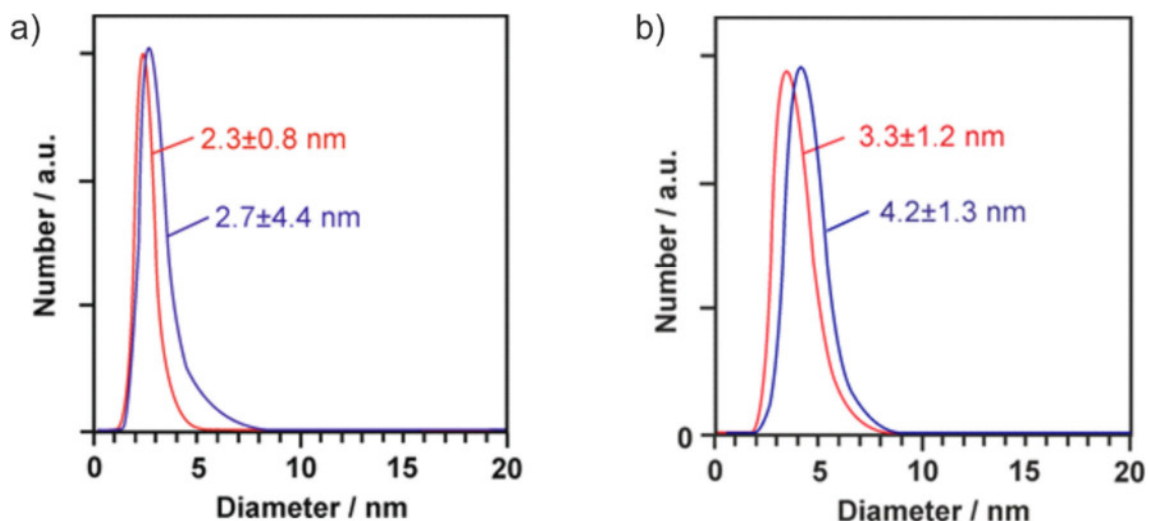 a)
Number / a.u.
2.3±0.8 nm
2.7±4.4 nm
0 5 10 15 20
Diameter / nm
b)
Number / a.u.
3.3±1.2 nm
4.2±1.3 nm
0
0 5 10 15 20
Diameter / nm